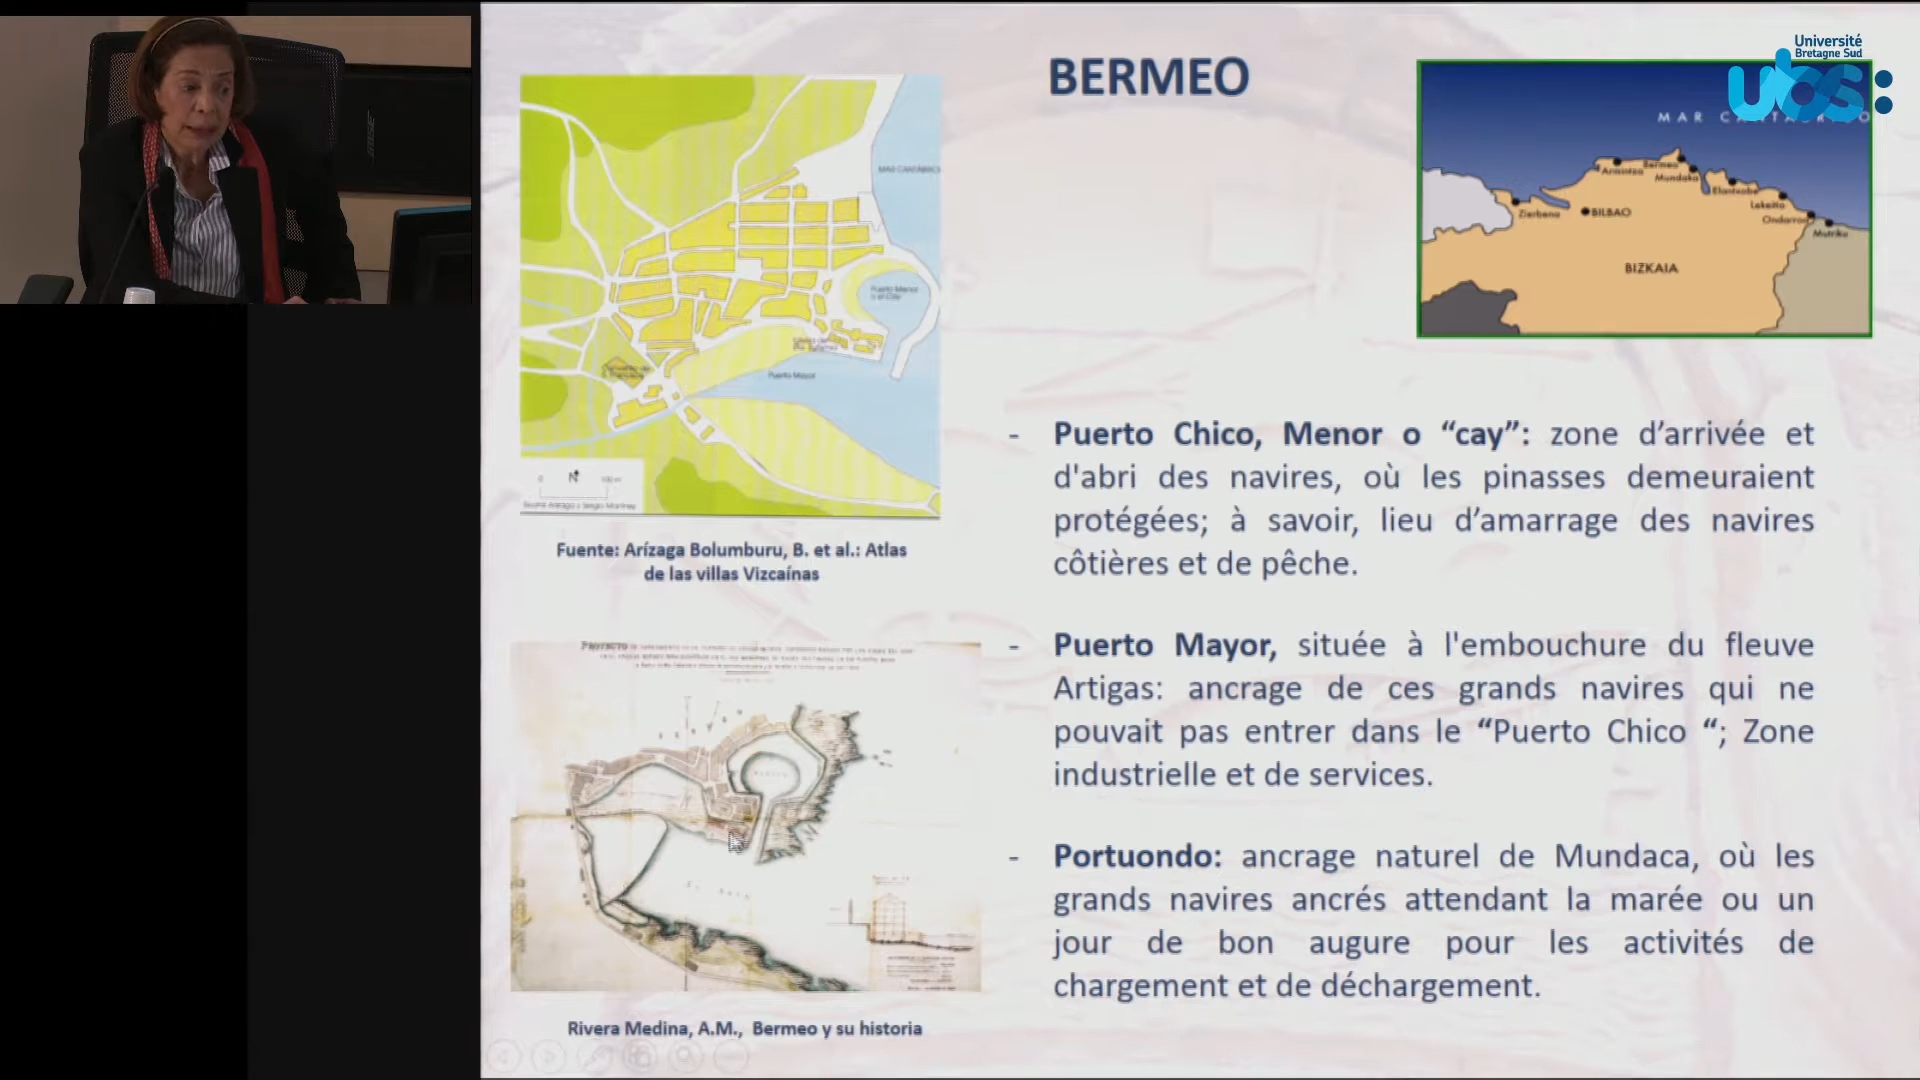 Université
Bretagne Sud
ubs:
BERMEO
MAR CANTÁBRICO
Puerto Menor
o el Cay
Puerto Mayor
0 N 100 m
Fuente: Arízaga Bolumburu, B. et al.: Atlas
de las villas Vizcaínas
MAR CANTÁBRICO
Bermeo
Mundaka
Elantxobe
Lekeitio
Ondarroa
Mutriku
Zierbena
BILBAO
BIZKAIA
- Puerto Chico, Menor o “cay”: zone d’arrivée et
d'abri des navires, où les pinasses demeuraient
protégées; à savoir, lieu d’amarrage des navires
côtières et de pêche.
- Puerto Mayor, située à l'embouchure du fleuve
Artigas: ancrage de ces grands navires qui ne
pouvait pas entrer dans le “Puerto Chico “; Zone
industrielle et de services.
- Portuondo: ancrage naturel de Mundaca, où les
grands navires ancrés attendant la marée ou un
jour de bon augure pour les activités de
chargement et de déchargement.
PROYECTO
Rivera Medina, A.M., Bermeo y su historia